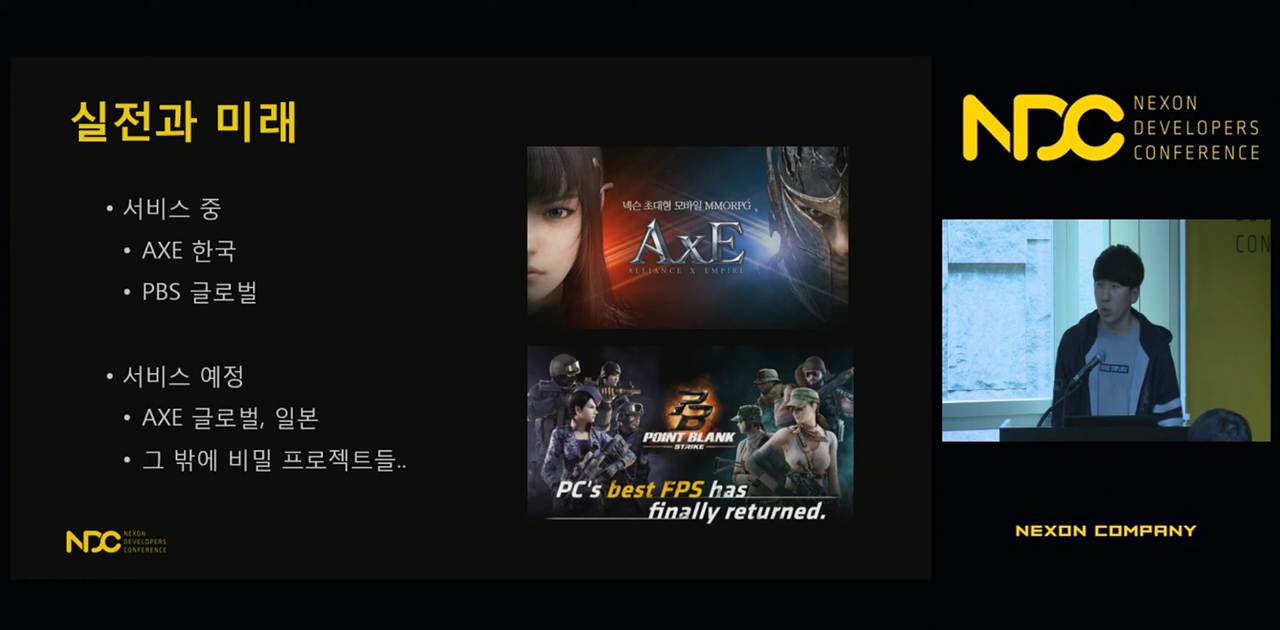 실전과 미래
• 서비스 중
• AXE 한국
• PBS 글로벌
• 서비스 예정
• AXE 글로벌, 일본
• 그 밖에 비밀 프로젝트들..
넥슨 초대형 모바일 MMORPG
AxE
ALLIANCE X EMPIRE
PB
POINT BLANK
STRIKE
PC's best FPS has
finally returned.
NDC NEXON
DEVELOPERS
CONFERENCE
NDC NEXON
DEVELOPERS
CONFERENCE
CON
NEXON COMPANY